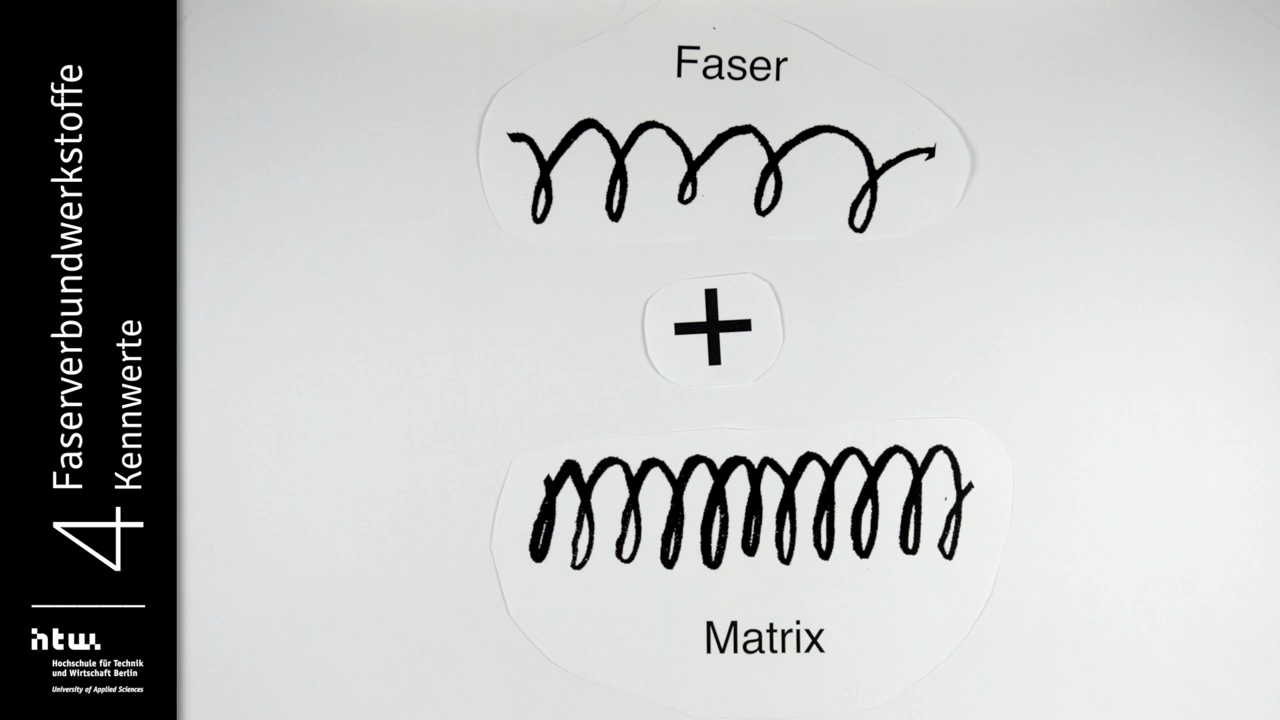 Faserverbundwerkstoffe
4 Kennwerte
htw.
Hochschule für Technik
und Wirtschaft Berlin
University of Applied Sciences
Faser
+
Matrix